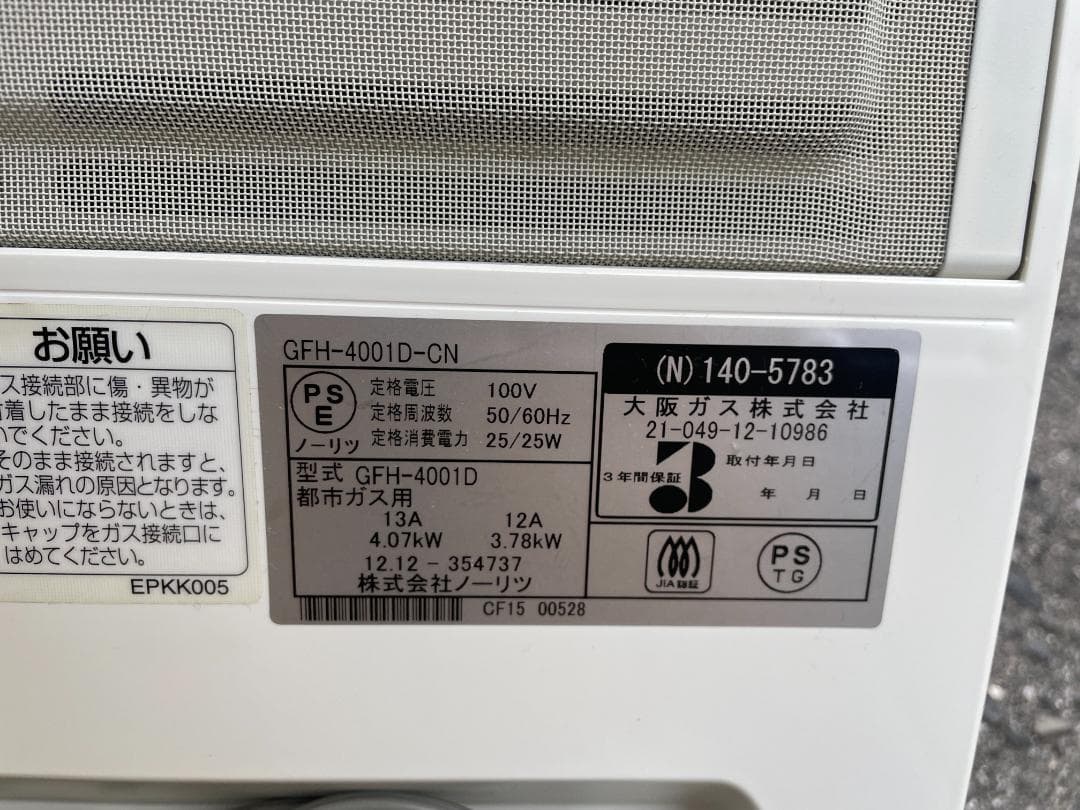 お願い
ス接続部に傷・異物が
着したまま接続をしな
いでください。
そのまま接続されますと、
ガス漏れの原因となります。
お使いにならないときは、
キャップをガス接続口に
はめてください。
EPKK005
GFH-4001D-CN
PS
E
ノーリツ
定格電圧 100V
定格周波数 50/60Hz
定格消費電力 25/25W
型式 GFH-4001D
都市ガス用
13A 12A
4.07kW 3.78kW
12.12-354737
株式会社ノーリツ
CF15 00528
(N) 140-5783
大阪ガス株式会社
21-049-12-10986
3年間保証
3
取付年月日
年 月 日
JIA認証
PS
TG